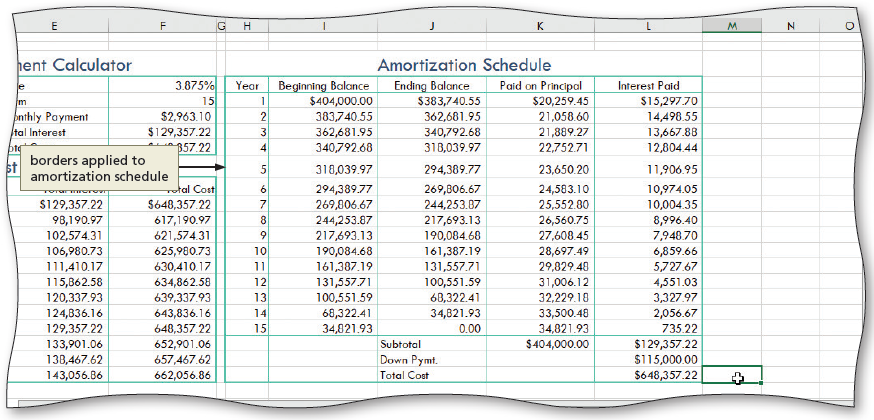 E F G H I J K L M N O
ment Calculator Amortization Schedule
e 3.875% Year Beginning Balance Ending Balance Paid on Principal Interest Paid
m 15 1 $404,000.00 $383,740.55 $20,259.45 $15,297.70
onthly Payment $2,963.10 2 383,740.55 362,681.95 21,058.60 14,498.55
tal Interest $129,357.22 3 362,681.95 340,792.68 21,889.27 13,667.88
357.22 4 340,792.68 318,039.97 22,752.71 12,804.44
st borders applied to amortization schedule 5 318,039.97 294,389.77 23,650.20 11,906.95
Total Cost 6 294,389.77 269,806.67 24,583.10 10,974.05
$129,357.22 $648,357.22 7 269,806.67 244,253.87 25,552.80 10,004.35
98,190.97 617,190.97 8 244,253.87 217,693.13 26,560.75 8,996.40
102,574.31 621,574.31 9 217,693.13 190,084.68 27,608.45 7,948.70
106,980.73 625,980.73 10 190,084.68 161,387.19 28,697.49 6,859.66
111,410.17 630,410.17 11 161,387.19 131,557.71 29,829.48 5,727.67
115,862.58 634,862.58 12 131,557.71 100,551.59 31,006.12 4,551.03
120,337.93 639,337.93 13 100,551.59 68,322.41 32,229.18 3,327.97
124,836.16 643,836.16 14 68,322.41 34,821.93 33,500.48 2,056.67
129,357.22 648,357.22 15 34,821.93 0.00 34,821.93 735.22
133,901.06 652,901.06 Subtotal $404,000.00 $129,357.22
138,467.62 657,467.62 Down Pymt. $115,000.00
143,056.86 662,056.86 Total Cost $648,357.22